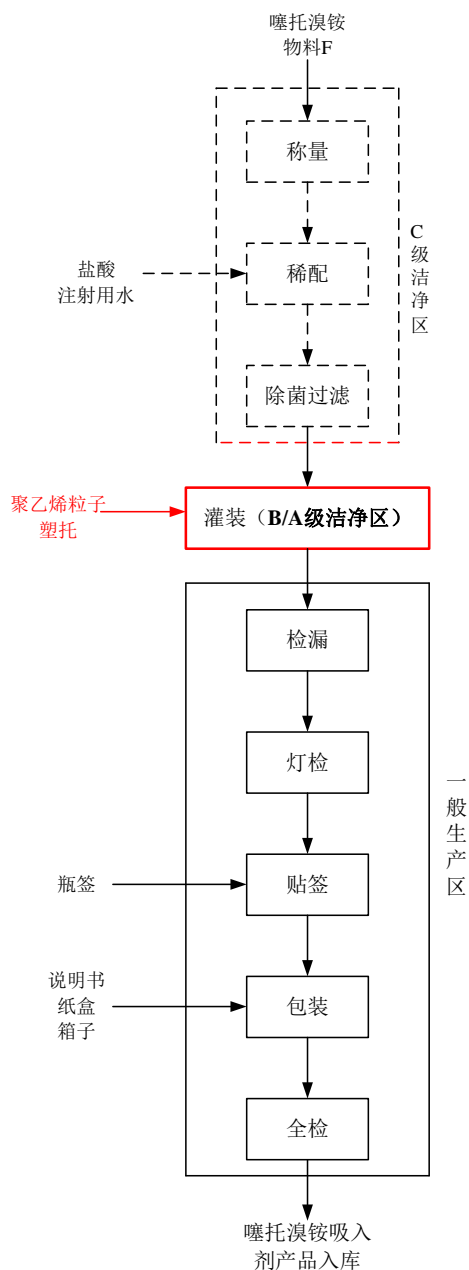 噻托溴铵
物料F
称量
C级洁净区
盐酸
注射用水
稀配
除菌过滤
聚乙烯粒子
塑托
灌装（B/A级洁净区）
检漏
灯检
一般生产区
瓶签
贴签
说明书
纸盒
箱子
包装
全检
噻托溴铵吸入
剂产品入库